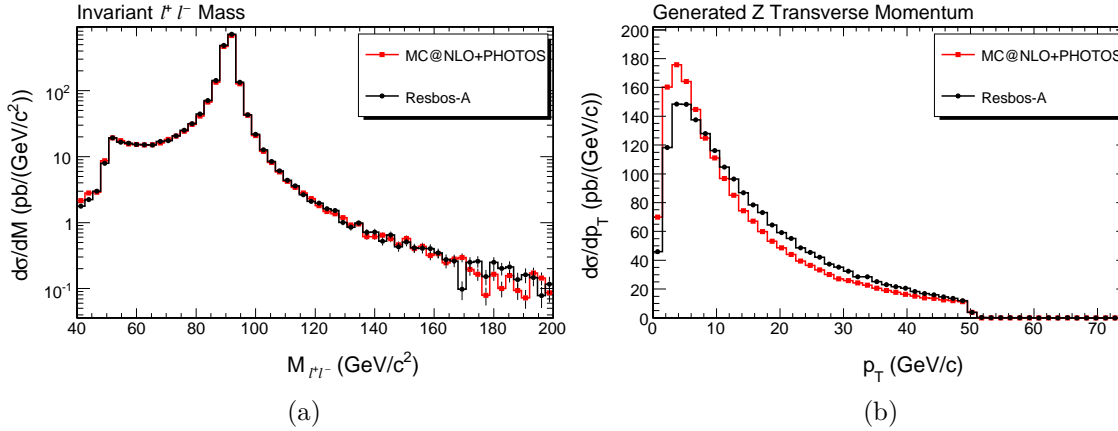 Invariant l⁺ l⁻ Mass
dσ/dM (pb/(GeV/c²))
10²
10
1
10⁻¹
MC@NLO+PHOTOS
Resbos-A
40 60 80 100 120 140 160 180 200
M l⁺l⁻ (GeV/c²)
(a)
Generated Z Transverse Momentum
dσ/dp_T (pb/(GeV/c))
200
180
160
140
120
100
80
60
40
20
0
MC@NLO+PHOTOS
Resbos-A
0 10 20 30 40 50 60 70
p_T (GeV/c)
(b)